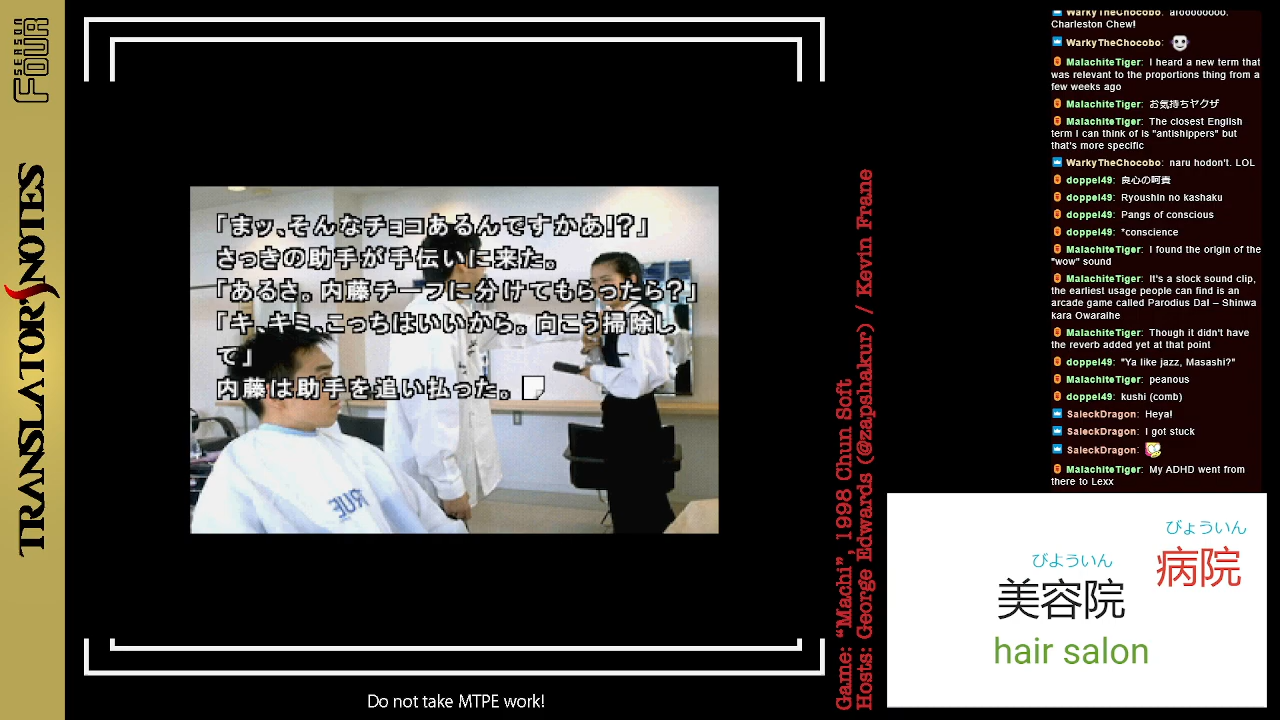 SEASON
FOUR
TRANSLATOR'S NOTES
「まッ、そんなチョコあるんですかあ!?」
さっきの助手が手伝いに来た。
「あるさ。内藤チーフに分けてもらったら?」
「キ、キミ、こっちはいいから。向こう掃除し
て」
内藤は助手を追い払った。
RUE
Do not take MTPE work!
Game: "Machi", 1998 Chun Soft
Hosts: George Edwards (@zapshakur) / Kevin Frane
WarkyTheChocobo: afoooooooo.
Charleston Chew!
WarkyTheChocobo:
MalachiteTiger: I heard a new term that
was relevant to the proportions thing from a
few weeks ago
MalachiteTiger: お気持ちヤクザ
MalachiteTiger: The closest English
term I can think of is "antishippers" but
that's more specific
WarkyTheChocobo: naru hodon't. LOL
doppel49: 良心の呵責
doppel49: Ryoushin no kashaku
doppel49: Pangs of conscious
doppel49: *conscience
MalachiteTiger: I found the origin of the
"wow" sound
MalachiteTiger: It's a stock sound clip,
the earliest usage people can find is an
arcade game called Parodius Da! – Shinwa
kara Owaraihe
MalachiteTiger: Though it didn't have
the reverb added yet at that point
doppel49: "Ya like jazz, Masashi?"
MalachiteTiger: peanous
doppel49: kushi (comb)
SaleckDragon: Heya!
SaleckDragon: I got stuck
SaleckDragon:
MalachiteTiger: My ADHD went from
there to Lexx
びょういん
病院
びよういん
美容院
hair salon